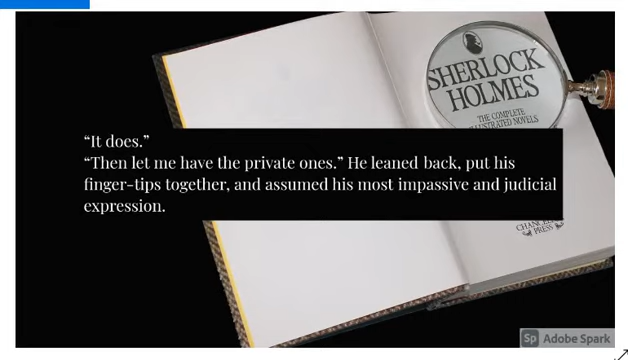 SHERLOCK
HOLMES
THE COMPLETE
ILLUSTRATED NOVELS
“It does.”
“Then let me have the private ones.” He leaned back, put his
finger-tips together, and assumed his most impassive and judicial
expression.
PRESS
Sp Adobe Spark